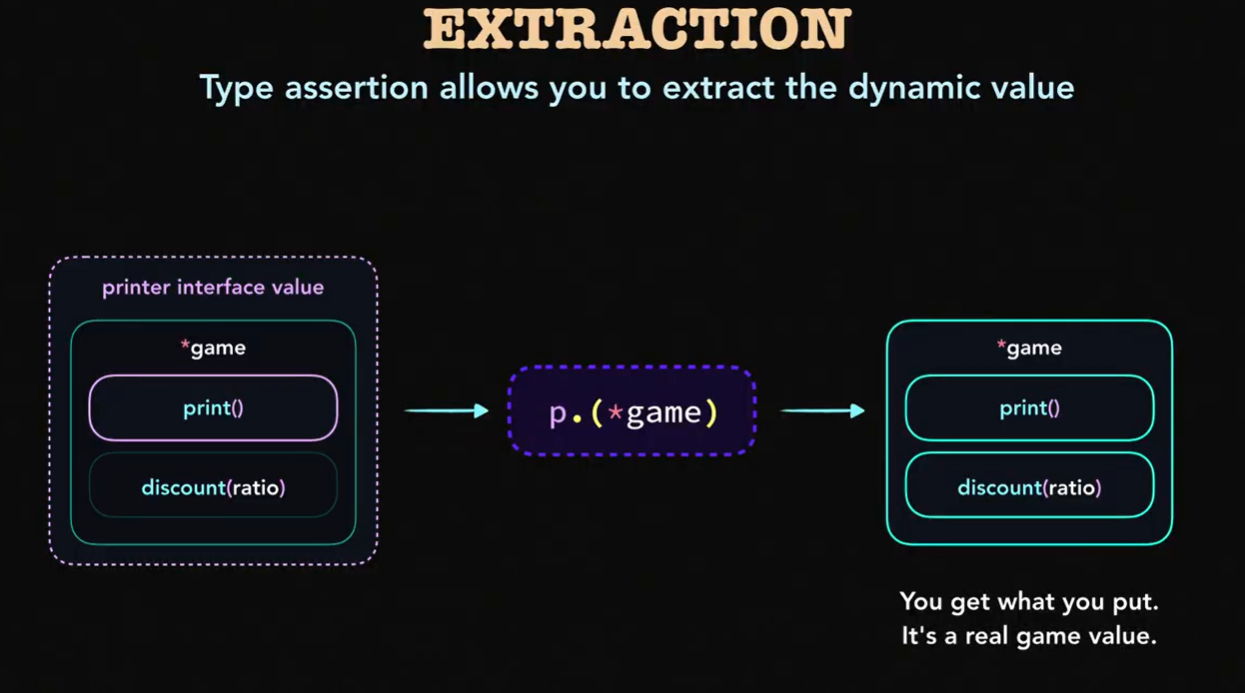 EXTRACTION
Type assertion allows you to extract the dynamic value
printer interface value
*game
print()
discount(ratio)
p.(*game)
*game
print()
discount(ratio)
You get what you put.
It's a real game value.